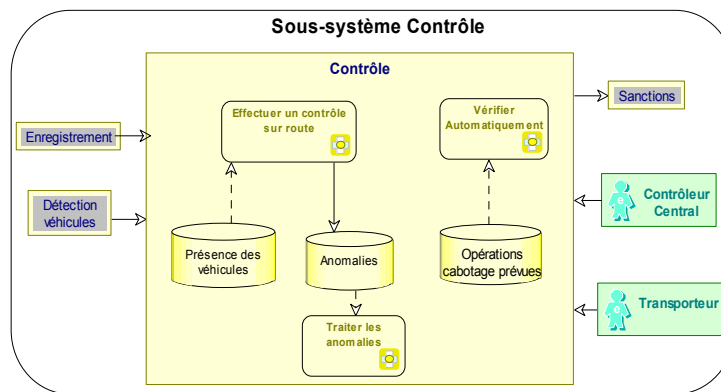 Sous-système Contrôle
Contrôle
Effectuer un contrôle
sur route
Vérifier
Automatiquement
Sanctions
Enregistrement
Détection
véhicules
e
Contrôleur
Central
Présence des
véhicules
Anomalies
Opérations
cabotage prévues
e
Transporteur
Traiter les
anomalies